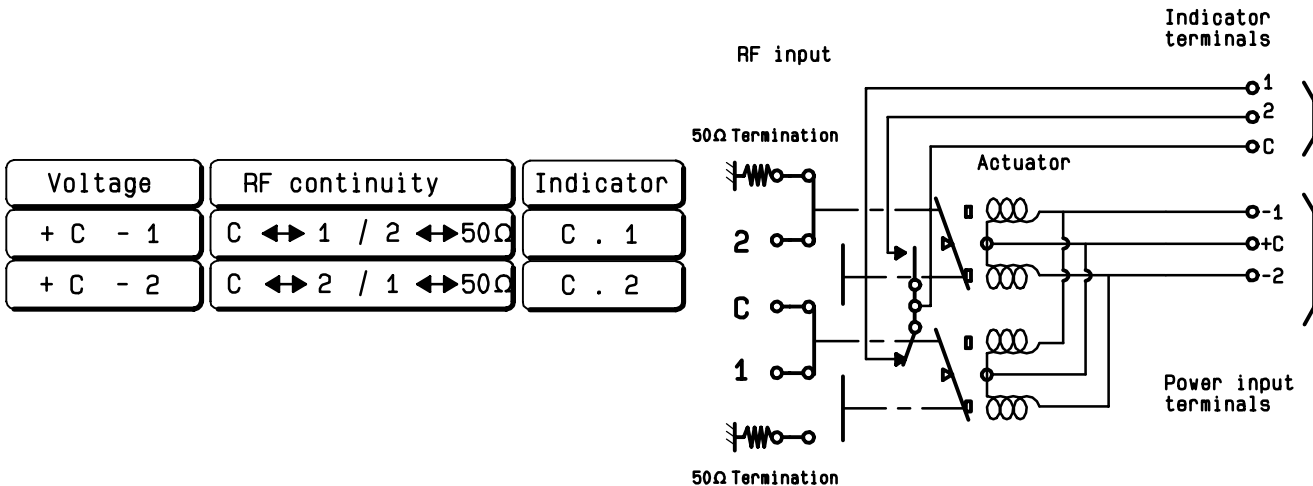 Voltage RF continuity Indicator
+ C - 1 C ◄─► 1 / 2 ◄─► 50Ω C . 1
+ C - 2 C ◄─► 2 / 1 ◄─► 50Ω C . 2
RF input
Indicator
terminals
1
2
C
50Ω Termination
Actuator
2
C
1
-1
+C
-2
Power input
terminals
50Ω Termination